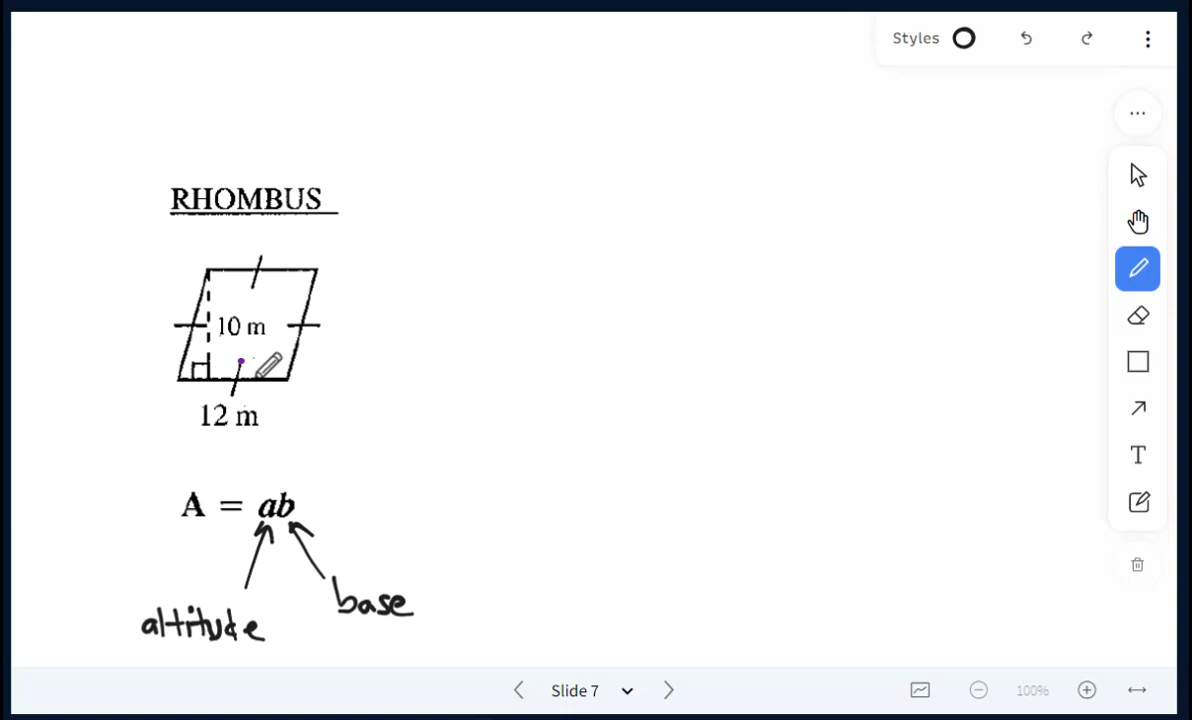 Styles
RHOMBUS
10 m
12 m
A = ab
base
altitude
T
Slide 7
100%